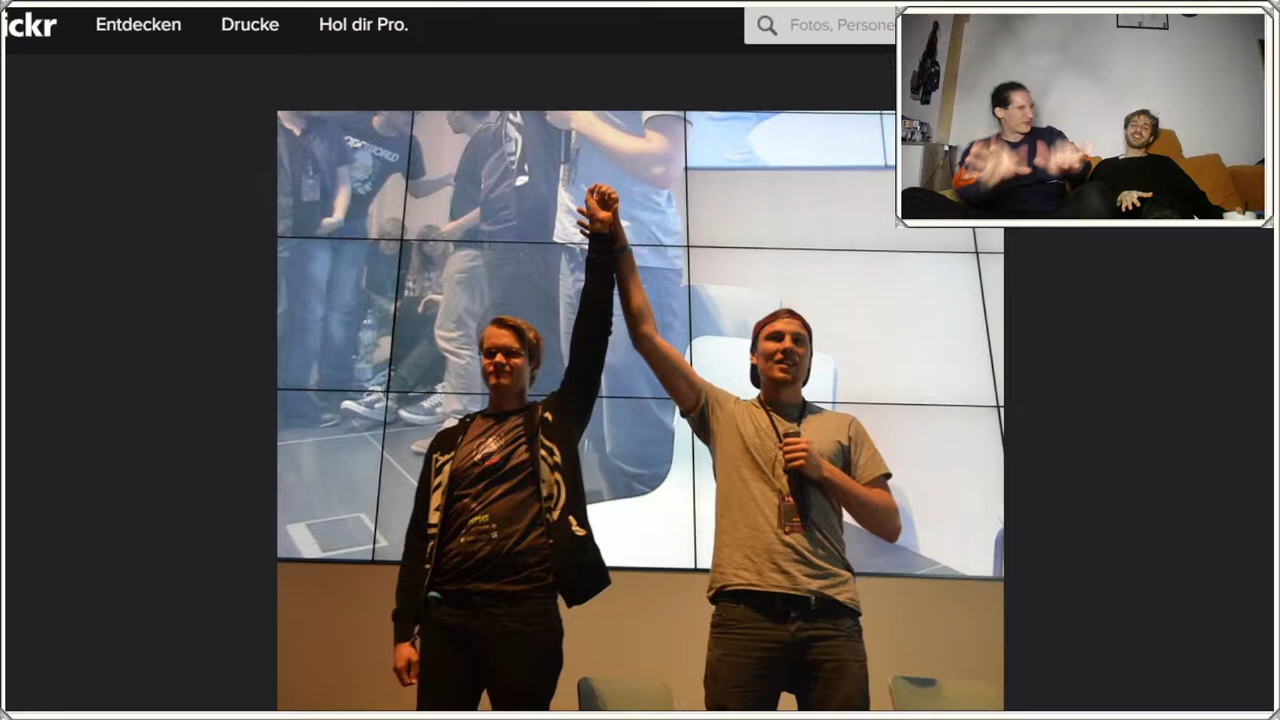 ickr
Entdecken
Drucke
Hol dir Pro.
Fotos, Persone